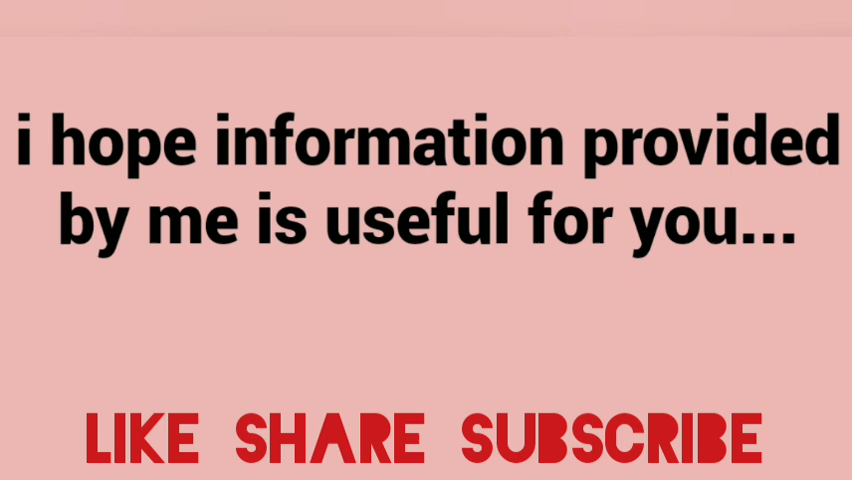 i hope information provided
by me is useful for you...
LIKE SHARE SUBSCRIBE